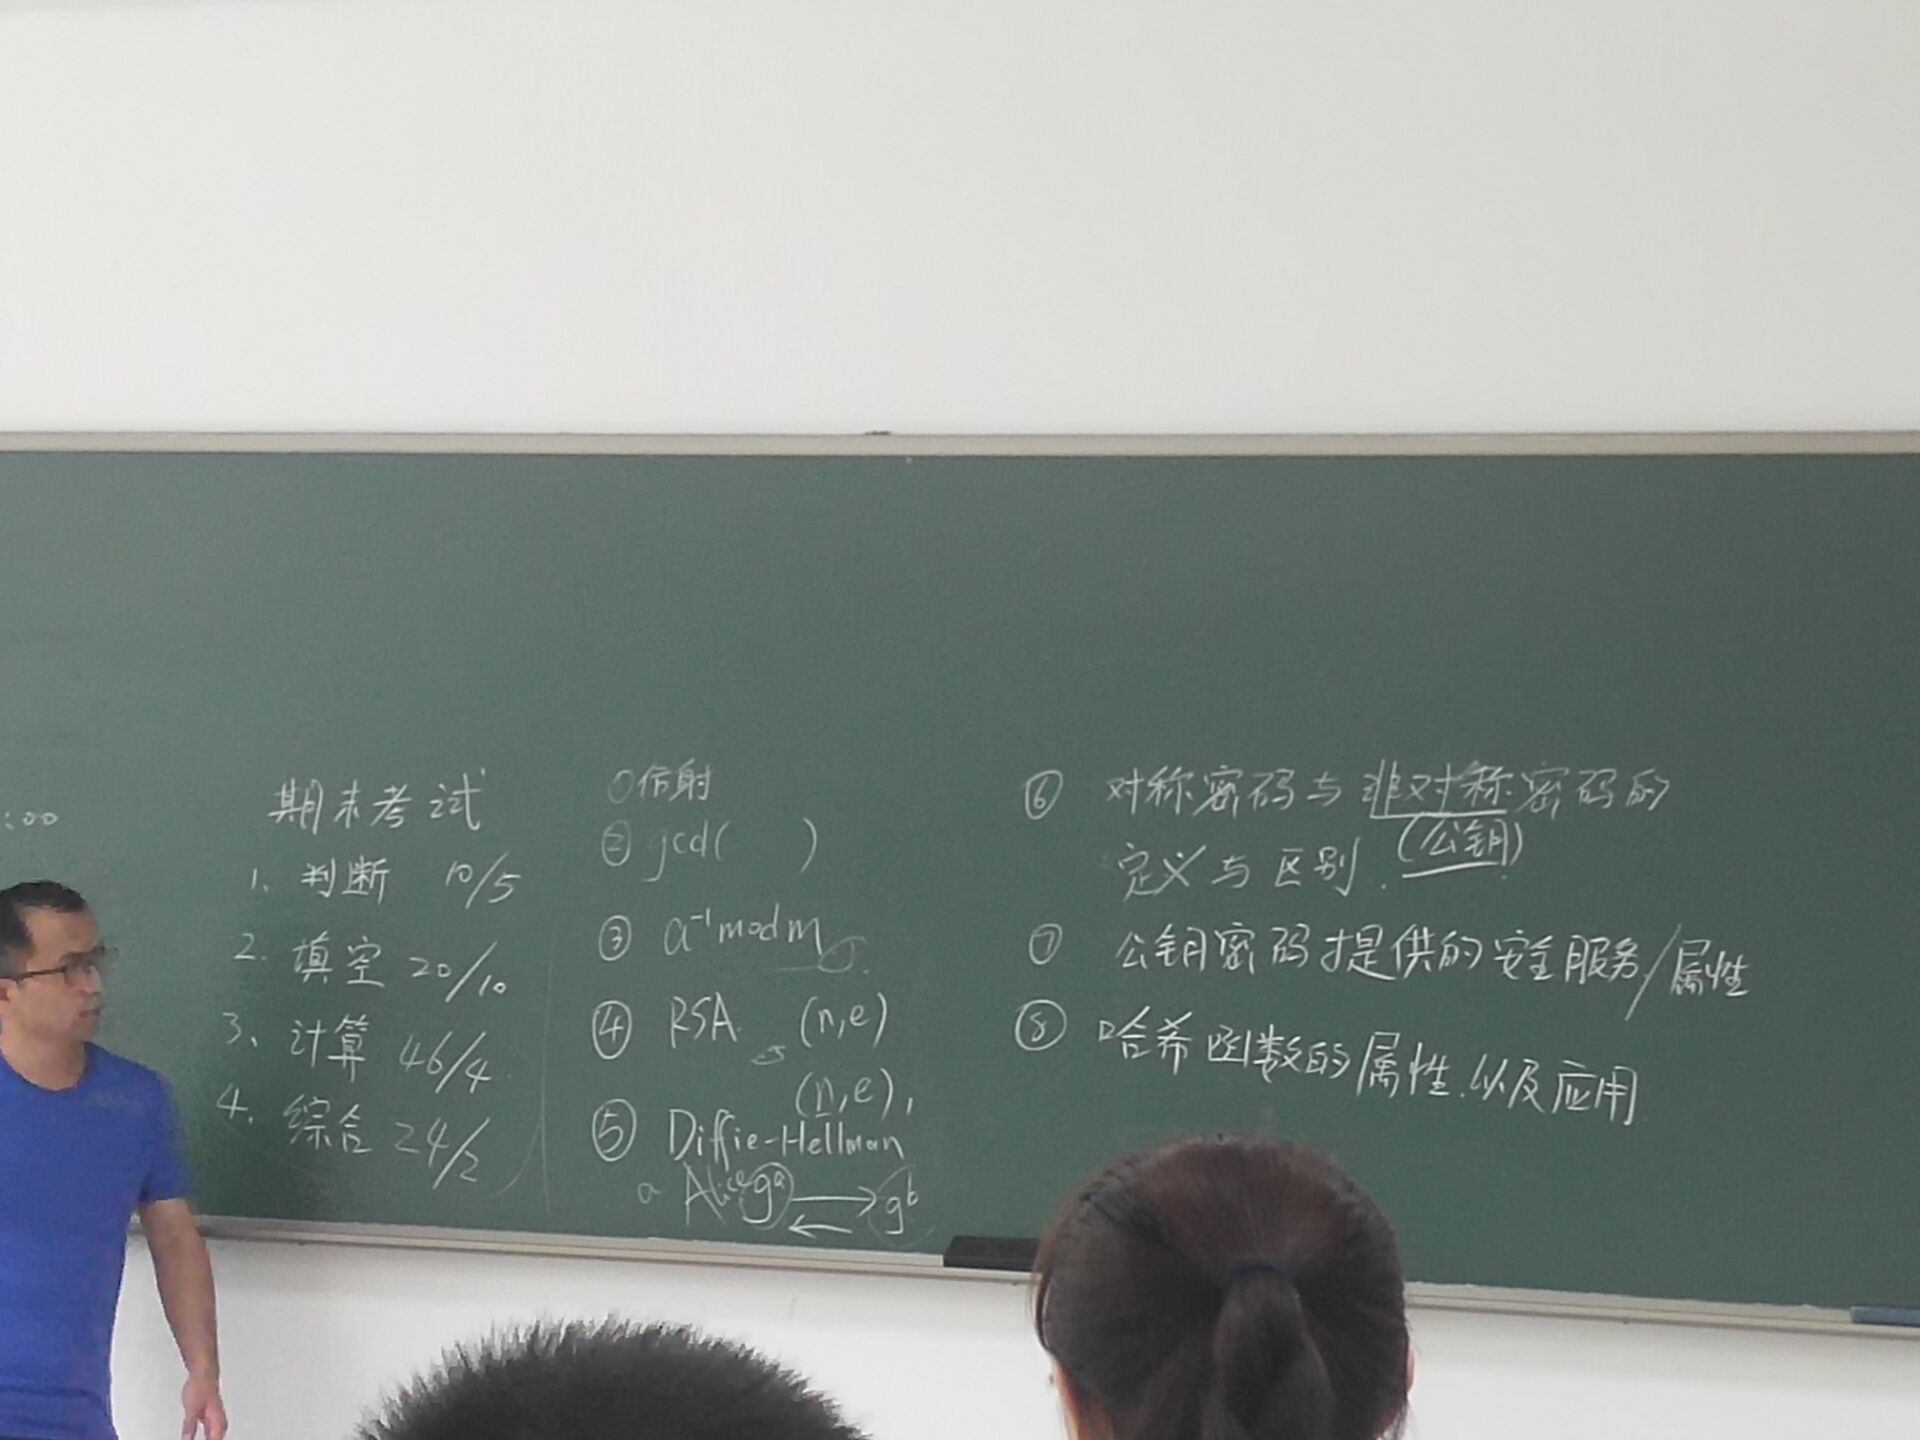 :00
期末考试
1. 判断 10/5
2. 填空 20/10
3、计算 46/4
4. 综合 24/2
①仿射
② gcd( )
③ a⁻¹ mod m
④ RSA (n,e)
(n,e),
⑤ Diffie-Hellman
a Alice gᵃ ⟶ gᵇ
⟵
⑥ 对称密码与非对称密码的
(公钥)
定义与区别.
⑦ 公钥密码提供的安全服务/属性
⑧ 哈希函数的属性.以及应用